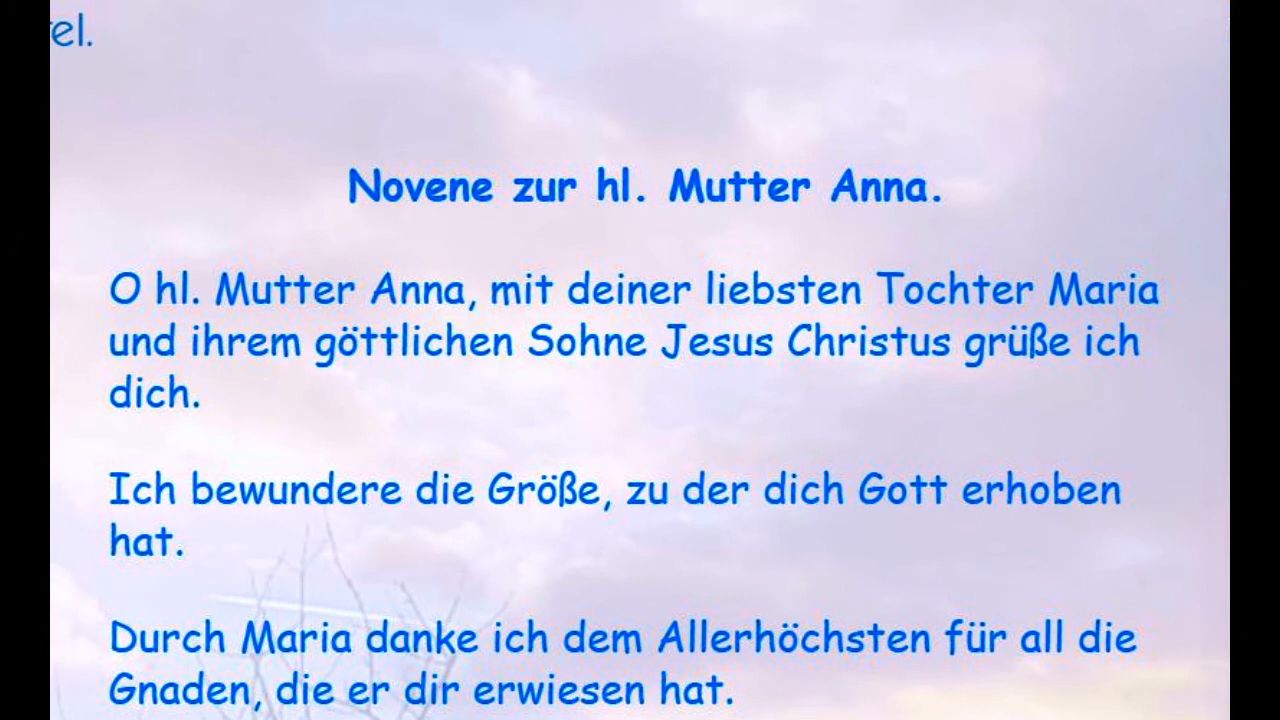 Novene zur hl. Mutter Anna.
O hl. Mutter Anna, mit deiner liebsten Tochter Maria
und ihrem göttlichen Sohne Jesus Christus grüße ich
dich.
Ich bewundere die Größe, zu der dich Gott erhoben
hat.
Durch Maria danke ich dem Allerhöchsten für all die
Gnaden, die er dir erwiesen hat.